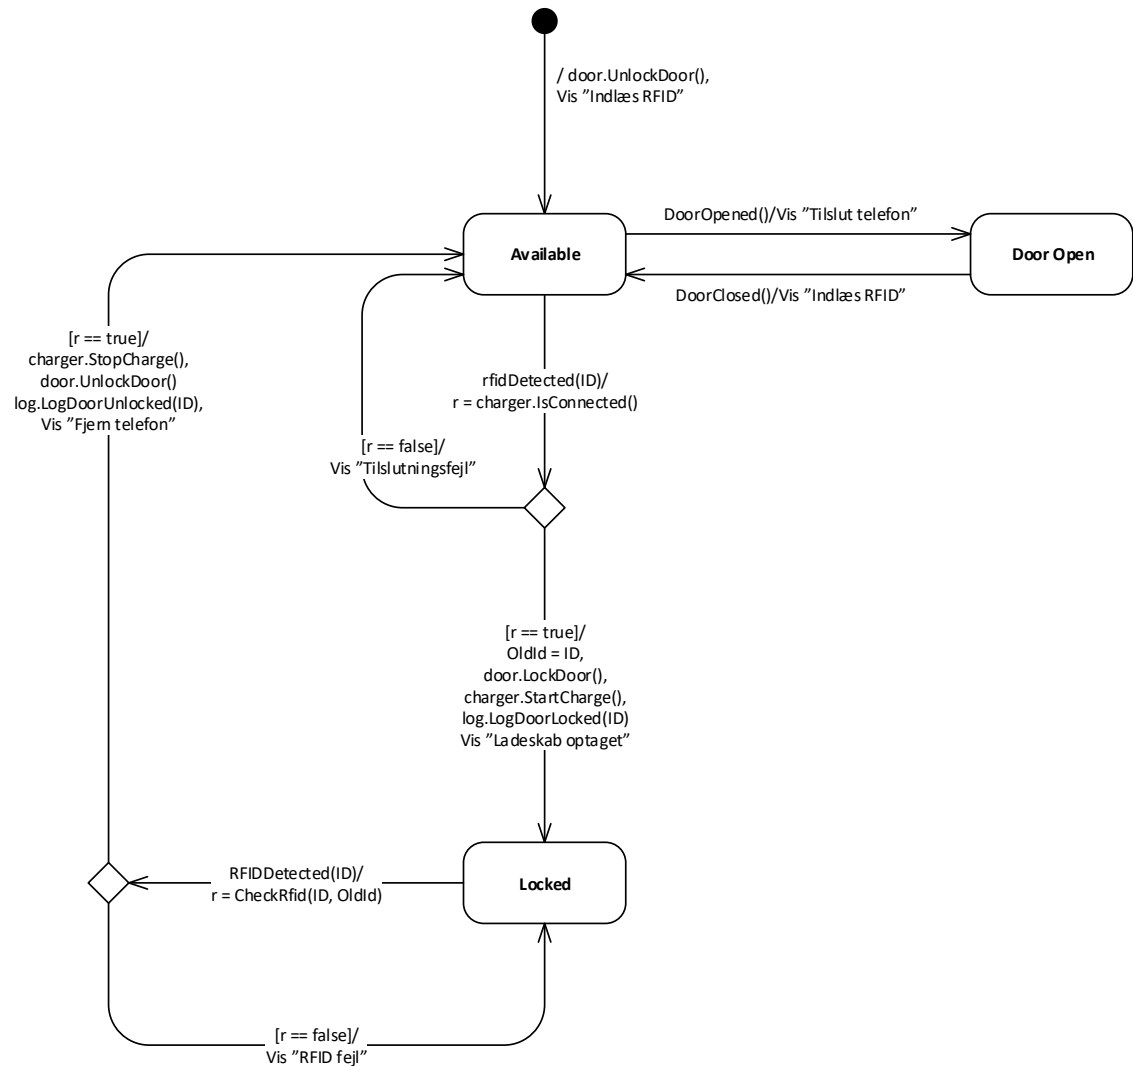 / door.UnlockDoor(),
Vis ”Indlæs RFID”
DoorOpened()/Vis ”Tilslut telefon”
Available
Door Open
DoorClosed()/Vis ”Indlæs RFID”
[r == true]/
charger.StopCharge(),
door.UnlockDoor()
log.LogDoorUnlocked(ID),
Vis ”Fjern telefon”
rfidDetected(ID)/
r = charger.IsConnected()
[r == false]/
Vis ”Tilslutningsfejl”
[r == true]/
OldId = ID,
door.LockDoor(),
charger.StartCharge(),
log.LogDoorLocked(ID)
Vis ”Ladeskab optaget”
RFIDDetected(ID)/
r = CheckRfid(ID, OldId)
Locked
[r == false]/
Vis ”RFID fejl”